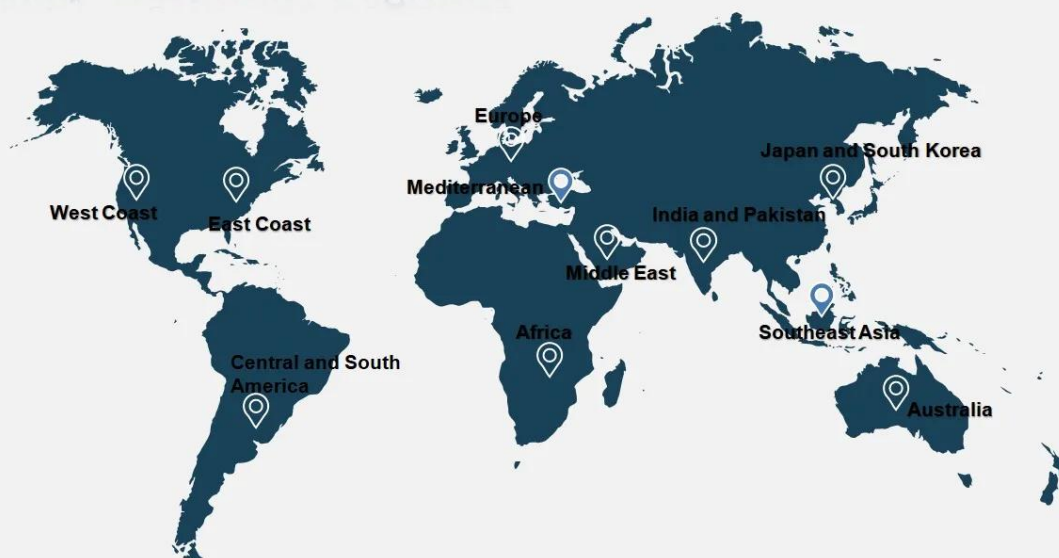 Europe
Japan and South Korea
Mediterranean
West Coast
East Coast
India and Pakistan
Middle East
Africa
Southeast Asia
Central and South
America
Australia